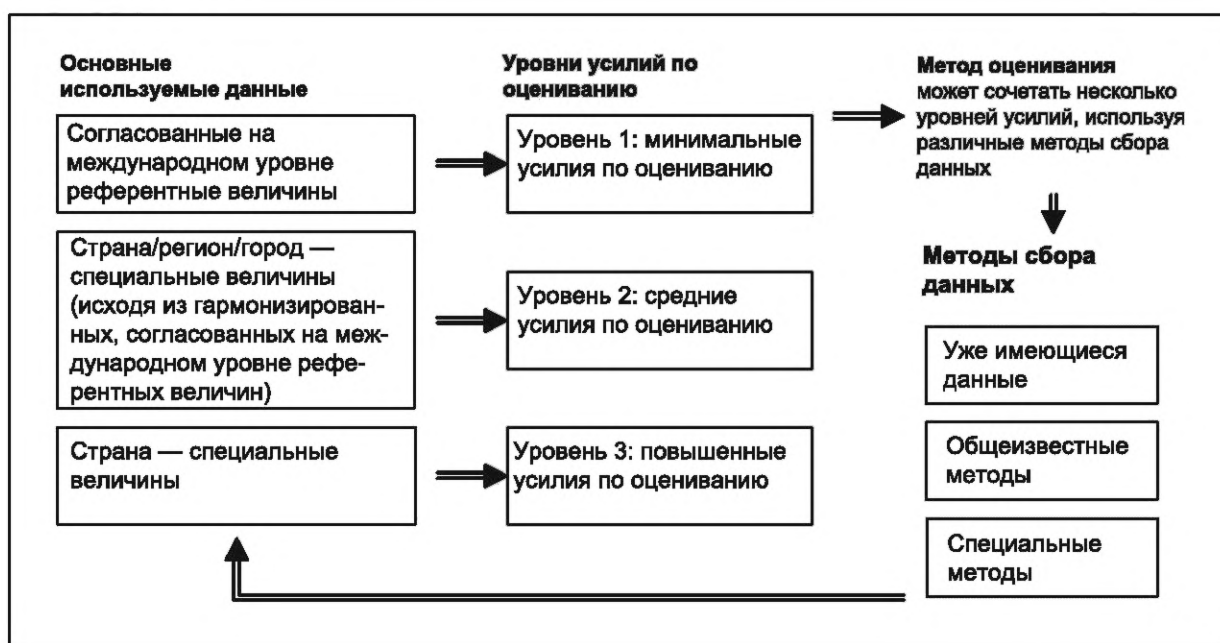 Основные
используемые данные
Согласованные на
международном уровне
референтные величины
Страна/регион/город —
специальные величины
(исходя из гармонизирован-
ных, согласованных на меж-
дународном уровне рефе-
рентных величин)
Страна — специальные
величины
Уровни усилий по
оцениванию
Уровень 1: минимальные
усилия по оцениванию
Уровень 2: средние
усилия по оцениванию
Уровень 3: повышенные
усилия по оцениванию
Метод оценивания
может сочетать несколько
уровней усилий, используя
различные методы сбора
данных
Методы сбора
данных
Уже имеющиеся
данные
Общеизвестные
методы
Специальные
методы